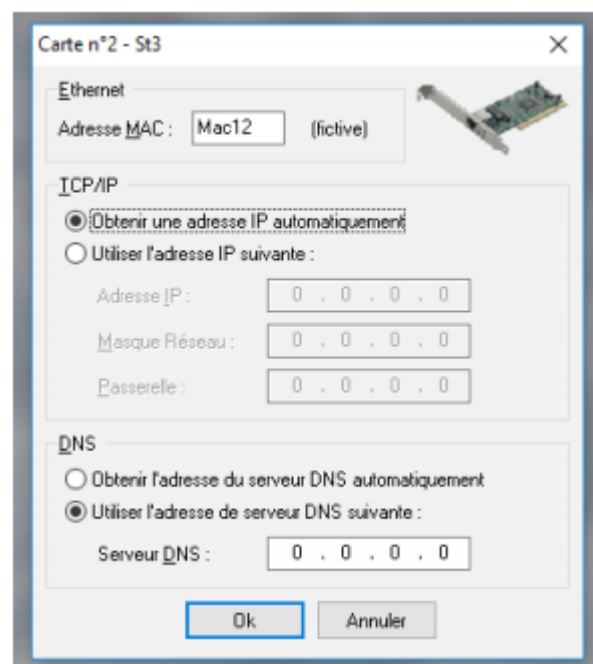 Carte n°2 - St3
Ethernet
Adresse MAC : Mac12 (fictive)
TCP/IP
Obtenir une adresse IP automatiquement
Utiliser l'adresse IP suivante :
Adresse IP : 0 . 0 . 0 . 0
Masque Réseau : 0 . 0 . 0 . 0
Passerelle : 0 . 0 . 0 . 0
DNS
Obtenir l'adresse du serveur DNS automatiquement
Utiliser l'adresse de serveur DNS suivante :
Serveur DNS : 0 . 0 . 0 . 0
Ok Annuler